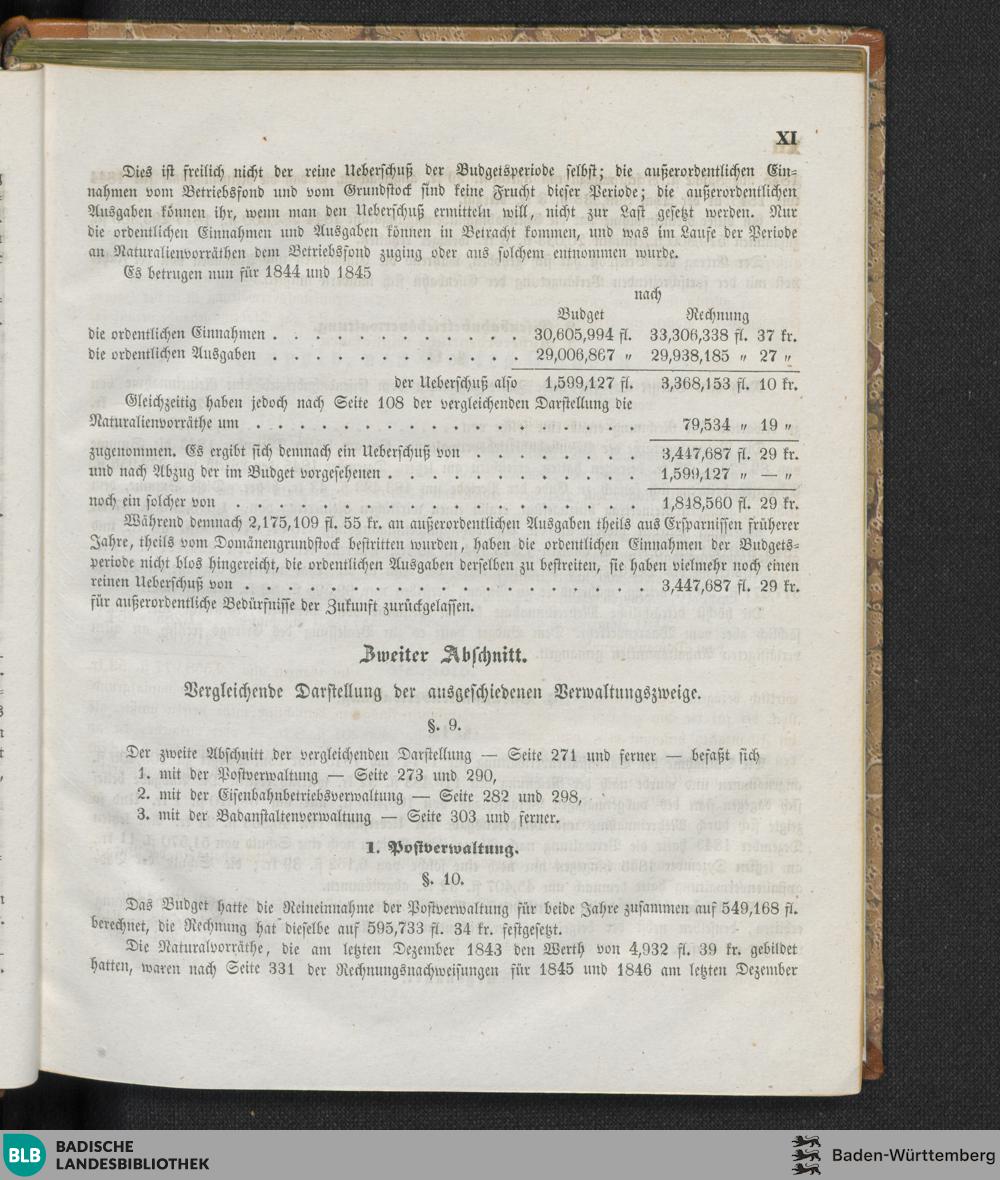 XI
Dies ist freilich nicht der reine Ueberschuß der Budgetsperiode selbst; die außerordentlichen Ein-
nahmen vom Betriebsfond und vom Grundstock sind keine Frucht dieser Periode; die außerordentlichen
Ausgaben können ihr, wenn man den Ueberschuß ermitteln will, nicht zur Last gesetzt werden. Nur
die ordentlichen Einnahmen und Ausgaben können in Betracht kommen, und was im Laufe der Periode
an Naturalienvorräthen dem Betriebsfond zuging oder aus solchem entnommen wurde.
Es betrugen nun für 1844 und 1845
nach
Budget Rechnung
die ordentlichen Einnahmen . . . . . . . . . . . . 30,605,994 fl. 33,306,338 fl. 37 kr.
die ordentlichen Ausgaben . . . . . . . . . . . . 29,006,867 „ 29,938,185 „ 27 „
der Ueberschuß also 1,599,127 fl. 3,368,153 fl. 10 kr.
Gleichzeitig haben jedoch nach Seite 108 der vergleichenden Darstellung die
Naturalienvorräthe um . . . . . . . . . . . . . . . . . 79,534 „ 19 „
zugenommen. Es ergibt sich demnach ein Ueberschuß von . . . . . . . . 3,447,687 fl. 29 kr.
und nach Abzug der im Budget vorgesehenen . . . . . . . . . . . . 1,599,127 „ — „
noch ein solcher von . . . . . . . . . . . . . . . . . . 1,848,560 fl. 29 kr.
Während demnach 2,175,109 fl. 55 kr. an außerordentlichen Ausgaben theils aus Ersparnissen früherer
Jahre, theils vom Domänengrundstock bestritten wurden, haben die ordentlichen Einnahmen der Budgets-
periode nicht blos hingereicht, die ordentlichen Ausgaben derselben zu bestreiten, sie haben vielmehr noch einen
reinen Ueberschuß von . . . . . . . . . . . . . . . . . . 3,447,687 fl. 29 kr.
für außerordentliche Bedürfnisse der Zukunft zurückgelassen.
Zweiter Abschnitt.
Vergleichende Darstellung der ausgeschiedenen Verwaltungszweige.
§. 9.
Der zweite Abschnitt der vergleichenden Darstellung — Seite 271 und ferner — befaßt sich
1. mit der Postverwaltung — Seite 273 und 290,
2. mit der Eisenbahnbetriebsverwaltung — Seite 282 und 298,
3. mit der Badanstaltenverwaltung — Seite 303 und ferner.
1. Postverwaltung.
§. 10.
Das Budget hatte die Reineinnahme der Postverwaltung für beide Jahre zusammen auf 549,168 fl.
berechnet, die Rechnung hat dieselbe auf 595,733 fl. 34 kr. festgesetzt.
Die Naturalvorräthe, die am letzten Dezember 1843 den Werth von 4,932 fl. 39 kr. gebildet
hatten, waren nach Seite 331 der Rechnungsnachweisungen für 1845 und 1846 am letzten Dezember
BLB BADISCHE
LANDESBIBLIOTHEK
Baden-Württemberg